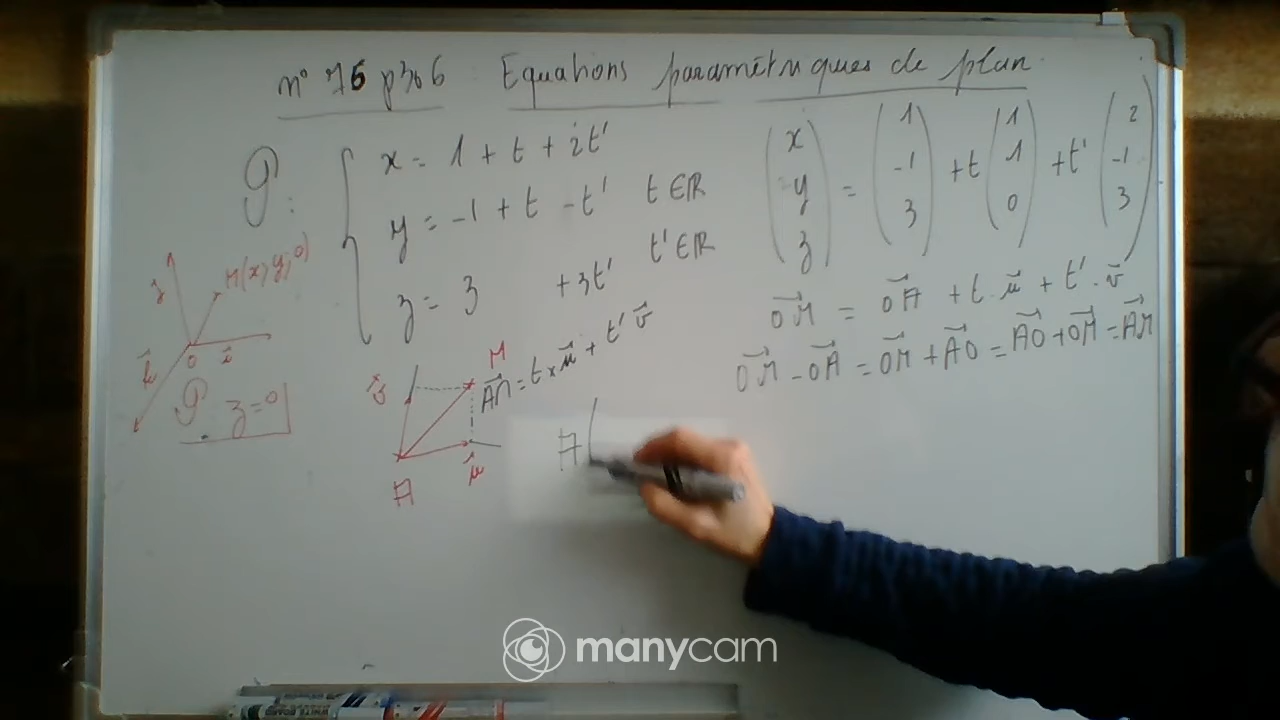 n° 76 p306 Equations paramétriques de plan
P : { x = 1 + t + 2t'
y = -1 + t - t' t ∈ ℝ
z = 3 + 3t' t' ∈ ℝ
(x y z) = (1 -1 3) + t (1 1 0) + t' (2 -1 3)
OM = OA + t . u + t' . v
OM - OA = OM + AO = AO + OM = AM
z
M(x; y; 0)
O
i
P z = 0
v
M
AM = t × u + t' v
A
u
A(
manycam